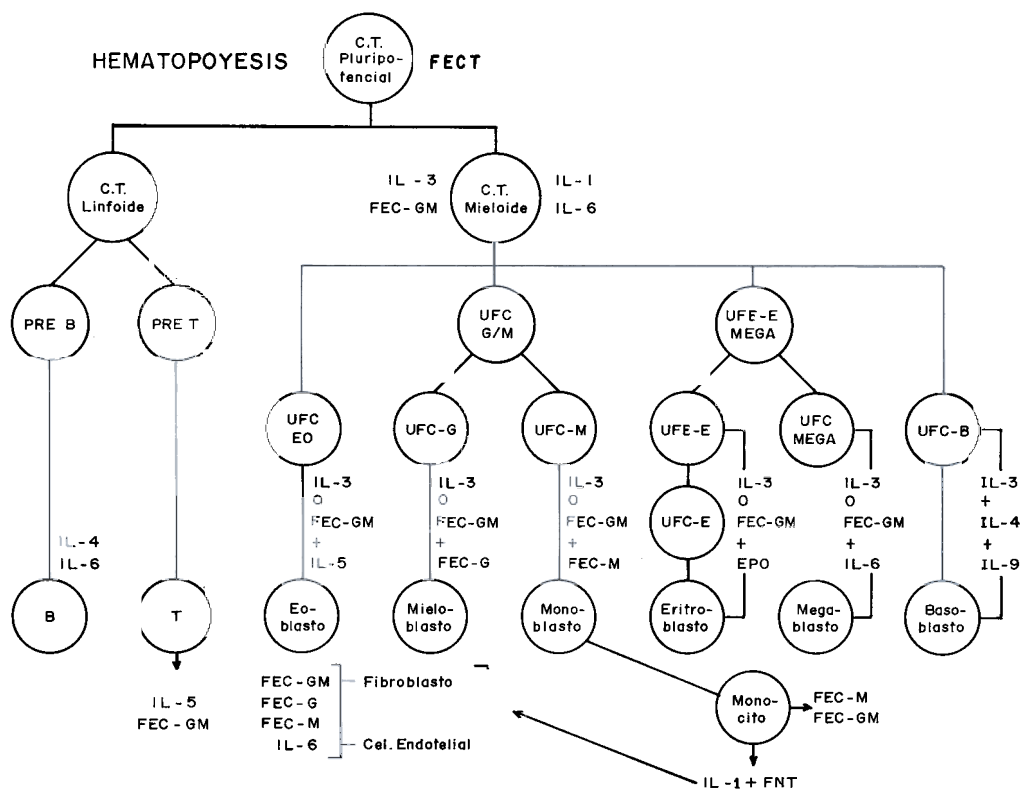 HEMATOPOYESIS
C.T.
Pluripo-
tencial
FECT
C.T.
Linfoide
IL-3
FEC-GM
C.T.
Mieloide
IL-1
IL-6
PRE B
PRE T
UFC
G/M
UFE-E
MEGA
UFC
EO
UFC-G
UFC-M
UFE-E
UFC
MEGA
UFC-B
UFC-E
IL-4
IL-6
IL-3
O
FEC-GM
+
IL-5
IL-3
O
FEC-GM
+
FEC-G
IL-3
O
FEC-GM
+
FEC-M
IL-3
O
FEC-GM
+
EPO
IL-3
O
FEC-GM
+
IL-6
IL-3
+
IL-4
+
IL-9
B
T
Eo-
blasto
Mielo-
blasto
Mono-
blasto
Eritro-
blasto
Mega-
blasto
Baso-
blasto
IL-5
FEC-GM
FEC-GM
FEC-G
FEC-M
IL-6
Fibroblasto
Cel. Endotelial
Mono-
cito
FEC-M
FEC-GM
IL-1 + FNT